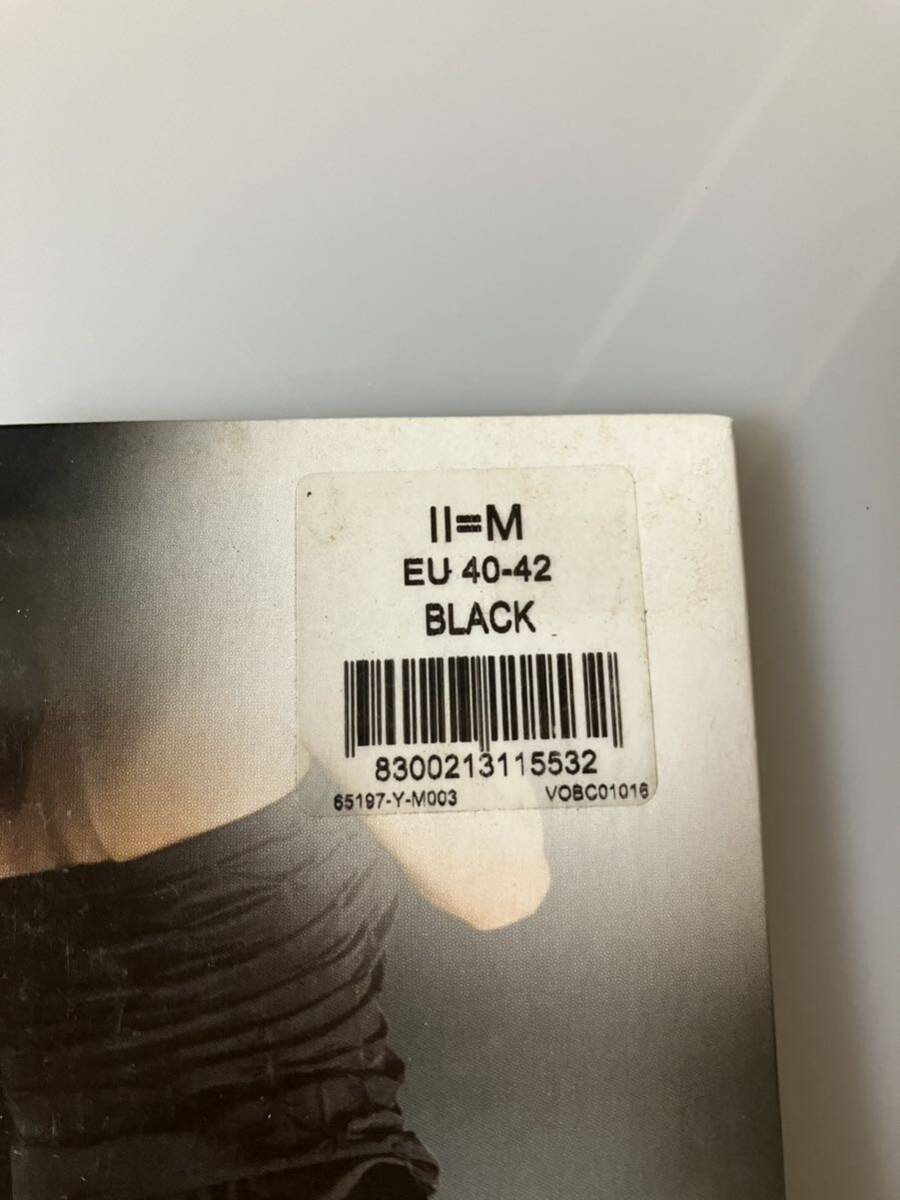 II=M
EU 40-42
BLACK
8300213115532
65197-Y-M003 VOBC01016